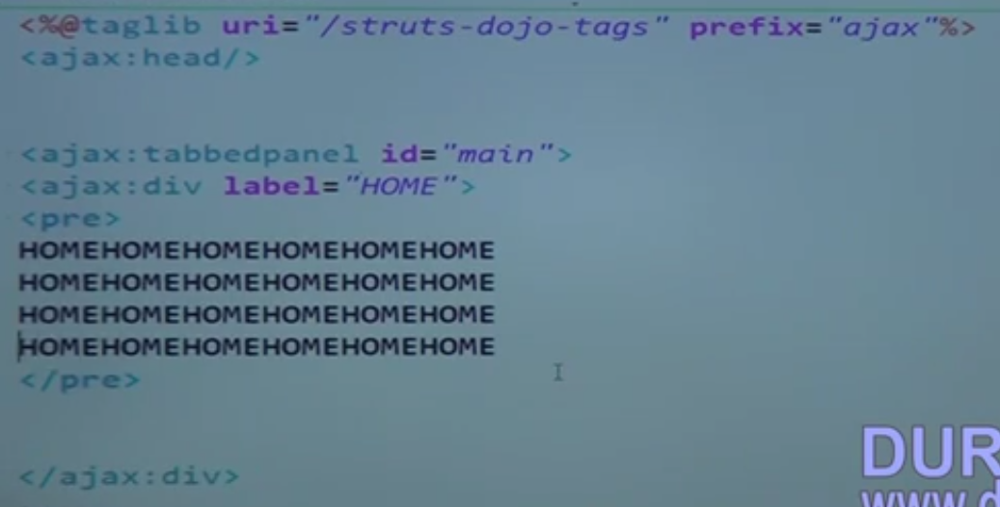 <%@taglib uri="/struts-dojo-tags" prefix="ajax"%>
<ajax:head/>
<ajax:tabbedpanel id="main">
<ajax:div label="HOME">
<pre>
HOMEHOMEHOMEHOMEHOMEHOME
HOMEHOMEHOMEHOMEHOMEHOME
HOMEHOMEHOMEHOMEHOMEHOME
HOMEHOMEHOMEHOMEHOMEHOME
</pre>
</ajax:div>
DUR
www.d